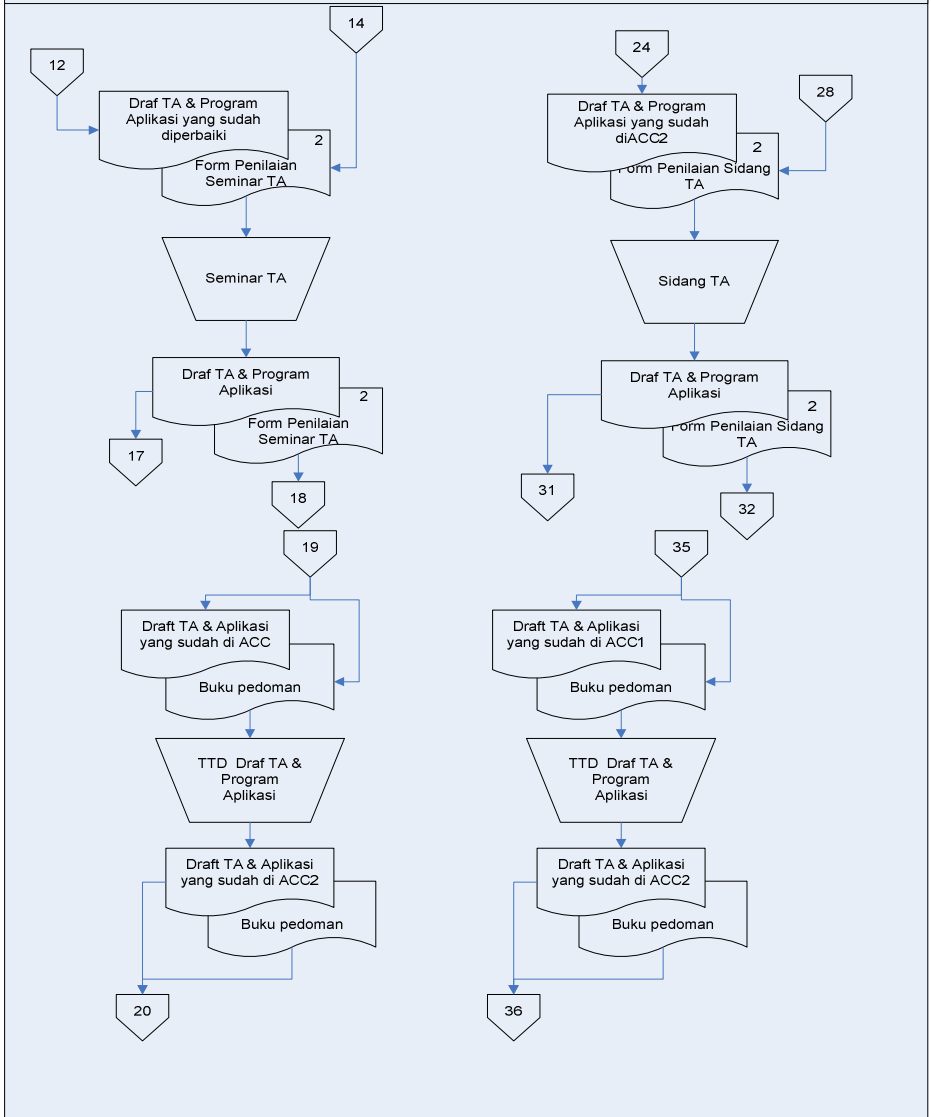 14
12
Draf TA & Program
Aplikasi yang sudah
diperbaiki
2
Form Penilaian
Seminar TA
Seminar TA
Draf TA & Program
Aplikasi
2
Form Penilaian
Seminar TA
17
18
24
28
Draf TA & Program
Aplikasi yang sudah
diACC2
2
Form Penilaian Sidang
TA
Sidang TA
Draf TA & Program
Aplikasi
2
Form Penilaian Sidang
TA
31
32
19
Draft TA & Aplikasi
yang sudah di ACC
Buku pedoman
TTD Draf TA &
Program
Aplikasi
Draft TA & Aplikasi
yang sudah di ACC2
Buku pedoman
20
35
Draft TA & Aplikasi
yang sudah di ACC1
Buku pedoman
TTD Draf TA &
Program
Aplikasi
Draft TA & Aplikasi
yang sudah di ACC2
Buku pedoman
36